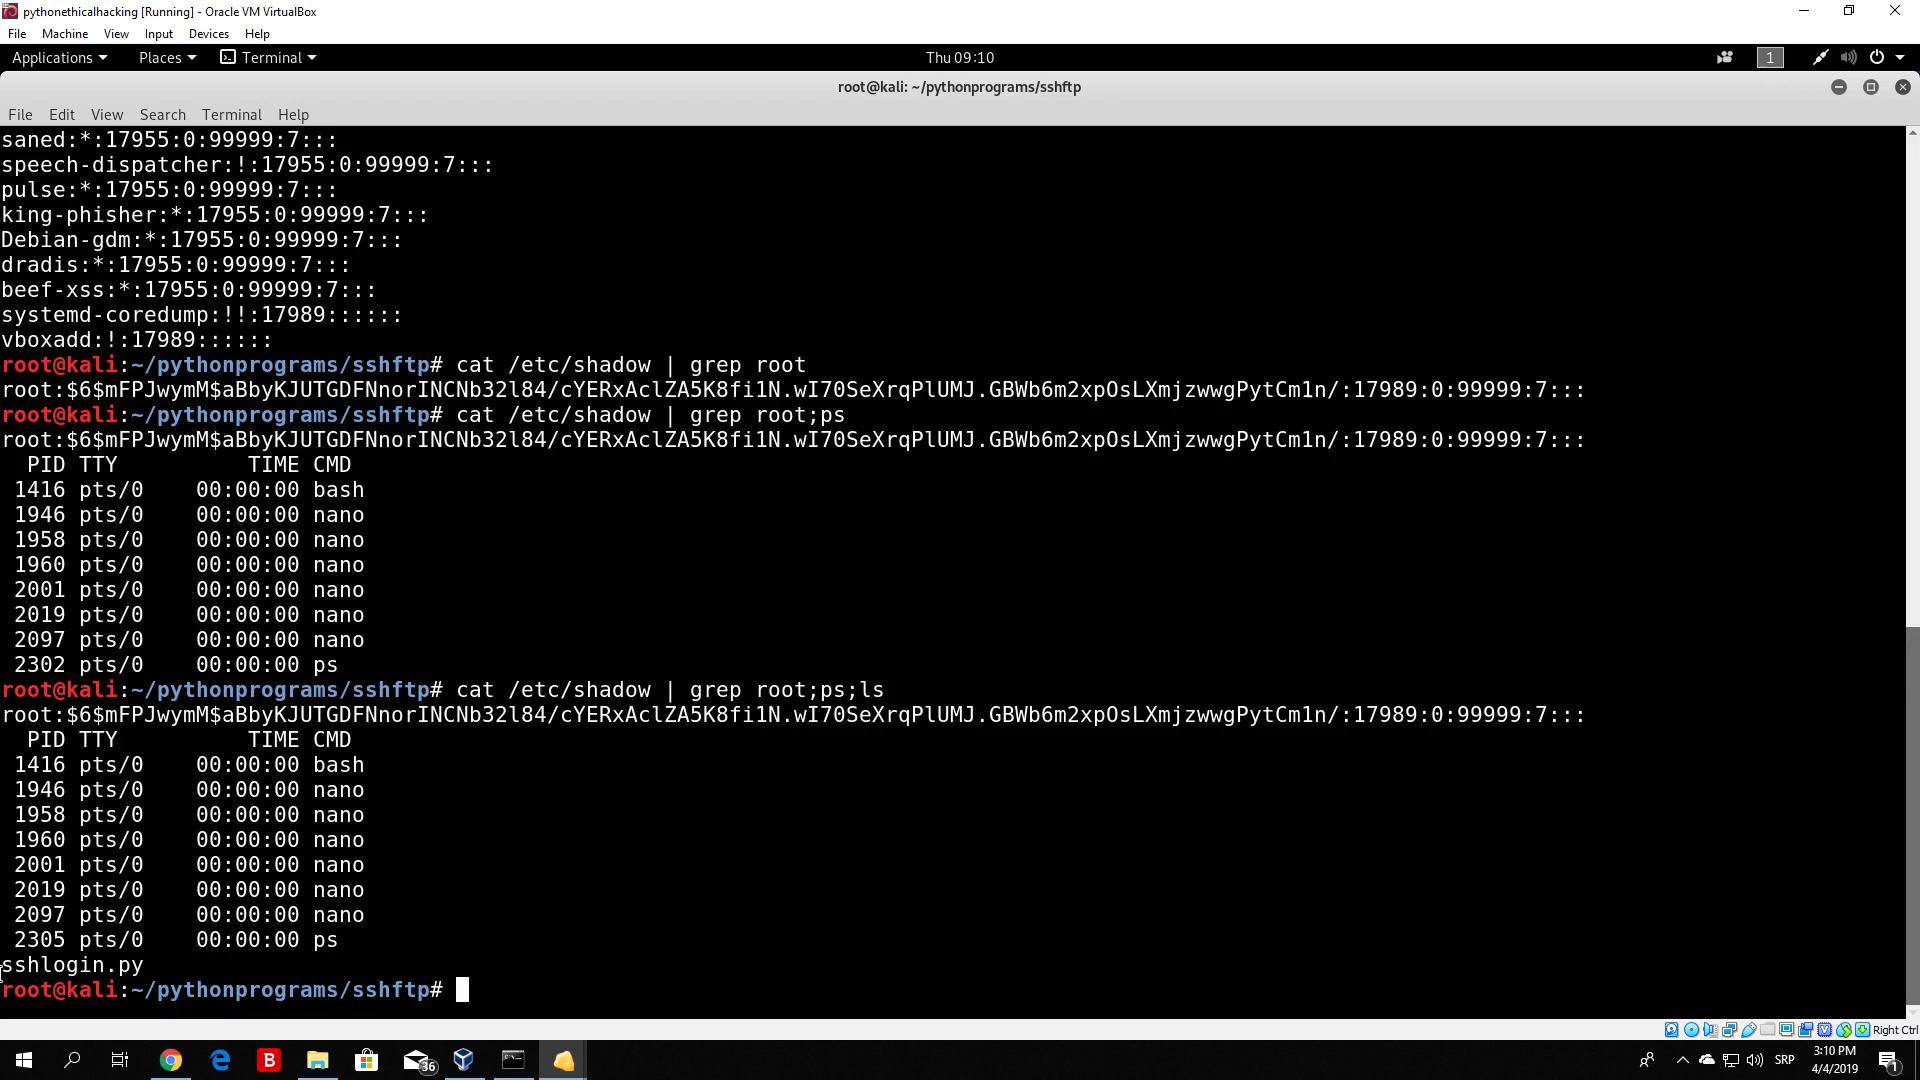 pythonethicalhacking [Running] - Oracle VM VirtualBox
File Machine View Input Devices Help
Applications Places Terminal Thu 09:10 1
root@kali: ~/pythonprograms/sshftp
File Edit View Search Terminal Help
saned:*:17955:0:99999:7:::
speech-dispatcher:!:17955:0:99999:7:::
pulse:*:17955:0:99999:7:::
king-phisher:*:17955:0:99999:7:::
Debian-gdm:*:17955:0:99999:7:::
dradis:*:17955:0:99999:7:::
beef-xss:*:17955:0:99999:7:::
systemd-coredump:!!:17989::::::
vboxadd:!:17989::::::
root@kali:~/pythonprograms/sshftp# cat /etc/shadow | grep root
root:$6$mFPJwymM$aBbyKJUTGDFNnorINCNb32l84/cYERxAclZA5K8fi1N.wI70SeXrqPlUMJ.GBWb6m2xpOsLXmjzwwgPytCm1n/:17989:0:99999:7:::
root@kali:~/pythonprograms/sshftp# cat /etc/shadow | grep root;ps
root:$6$mFPJwymM$aBbyKJUTGDFNnorINCNb32l84/cYERxAclZA5K8fi1N.wI70SeXrqPlUMJ.GBWb6m2xpOsLXmjzwwgPytCm1n/:17989:0:99999:7:::
PID TTY TIME CMD
1416 pts/0 00:00:00 bash
1946 pts/0 00:00:00 nano
1958 pts/0 00:00:00 nano
1960 pts/0 00:00:00 nano
2001 pts/0 00:00:00 nano
2019 pts/0 00:00:00 nano
2097 pts/0 00:00:00 nano
2302 pts/0 00:00:00 ps
root@kali:~/pythonprograms/sshftp# cat /etc/shadow | grep root;ps;ls
root:$6$mFPJwymM$aBbyKJUTGDFNnorINCNb32l84/cYERxAclZA5K8fi1N.wI70SeXrqPlUMJ.GBWb6m2xpOsLXmjzwwgPytCm1n/:17989:0:99999:7:::
PID TTY TIME CMD
1416 pts/0 00:00:00 bash
1946 pts/0 00:00:00 nano
1958 pts/0 00:00:00 nano
1960 pts/0 00:00:00 nano
2001 pts/0 00:00:00 nano
2019 pts/0 00:00:00 nano
2097 pts/0 00:00:00 nano
2305 pts/0 00:00:00 ps
sshlogin.py
root@kali:~/pythonprograms/sshftp#
Right Ctrl
B 36 SRP 3:10 PM 1
4/4/2019